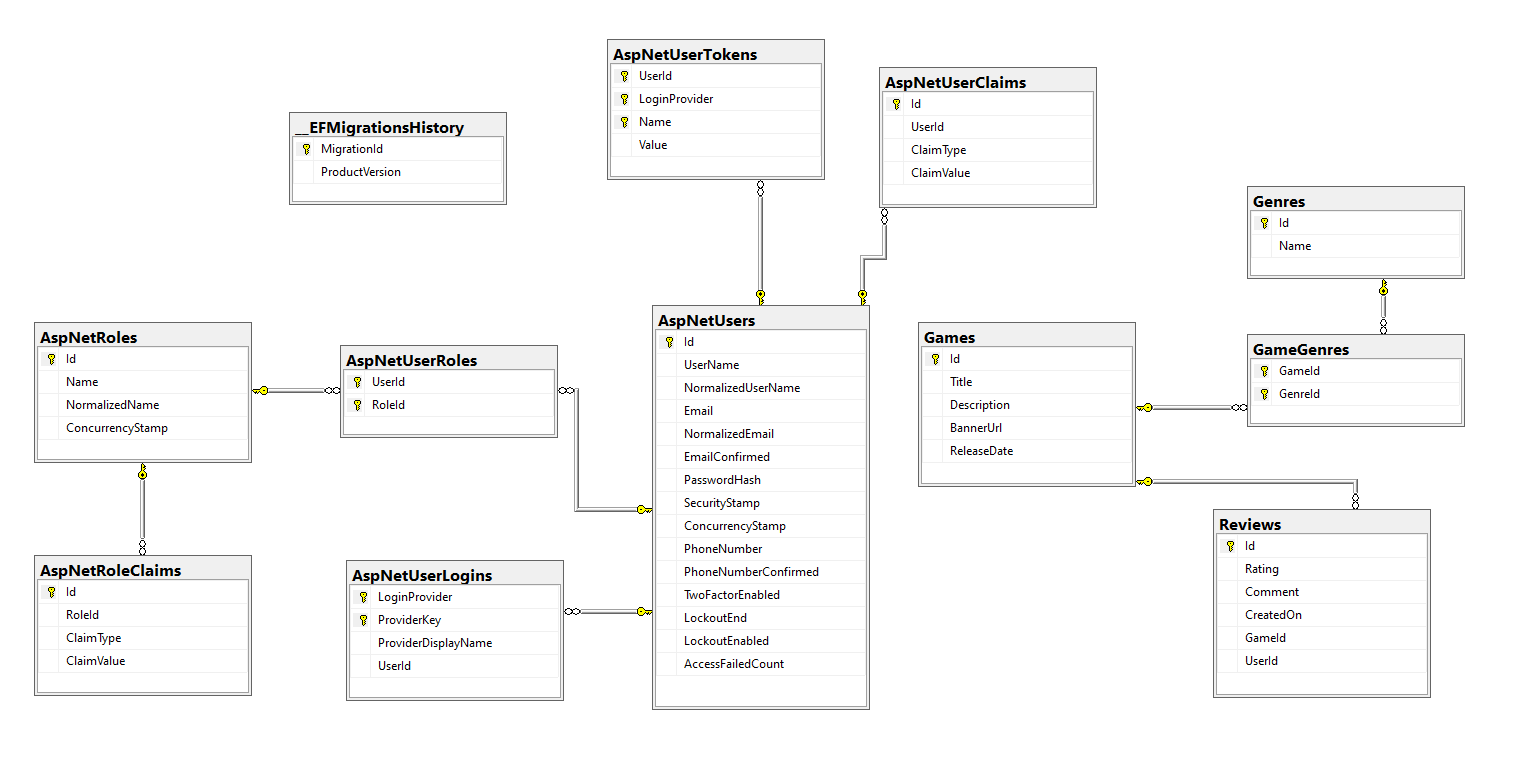 AspNetUserTokens
UserId
LoginProvider
Name
Value
AspNetUserClaims
Id
UserId
ClaimType
ClaimValue
__EFMigrationsHistory
MigrationId
ProductVersion
Genres
Id
Name
AspNetRoles
Id
Name
NormalizedName
ConcurrencyStamp
AspNetUserRoles
UserId
RoleId
AspNetUsers
Id
UserName
NormalizedUserName
Email
NormalizedEmail
EmailConfirmed
PasswordHash
SecurityStamp
ConcurrencyStamp
PhoneNumber
PhoneNumberConfirmed
TwoFactorEnabled
LockoutEnd
LockoutEnabled
AccessFailedCount
Games
Id
Title
Description
BannerUrl
ReleaseDate
GameGenres
GameId
GenreId
AspNetRoleClaims
Id
RoleId
ClaimType
ClaimValue
AspNetUserLogins
LoginProvider
ProviderKey
ProviderDisplayName
UserId
Reviews
Id
Rating
Comment
CreatedOn
GameId
UserId